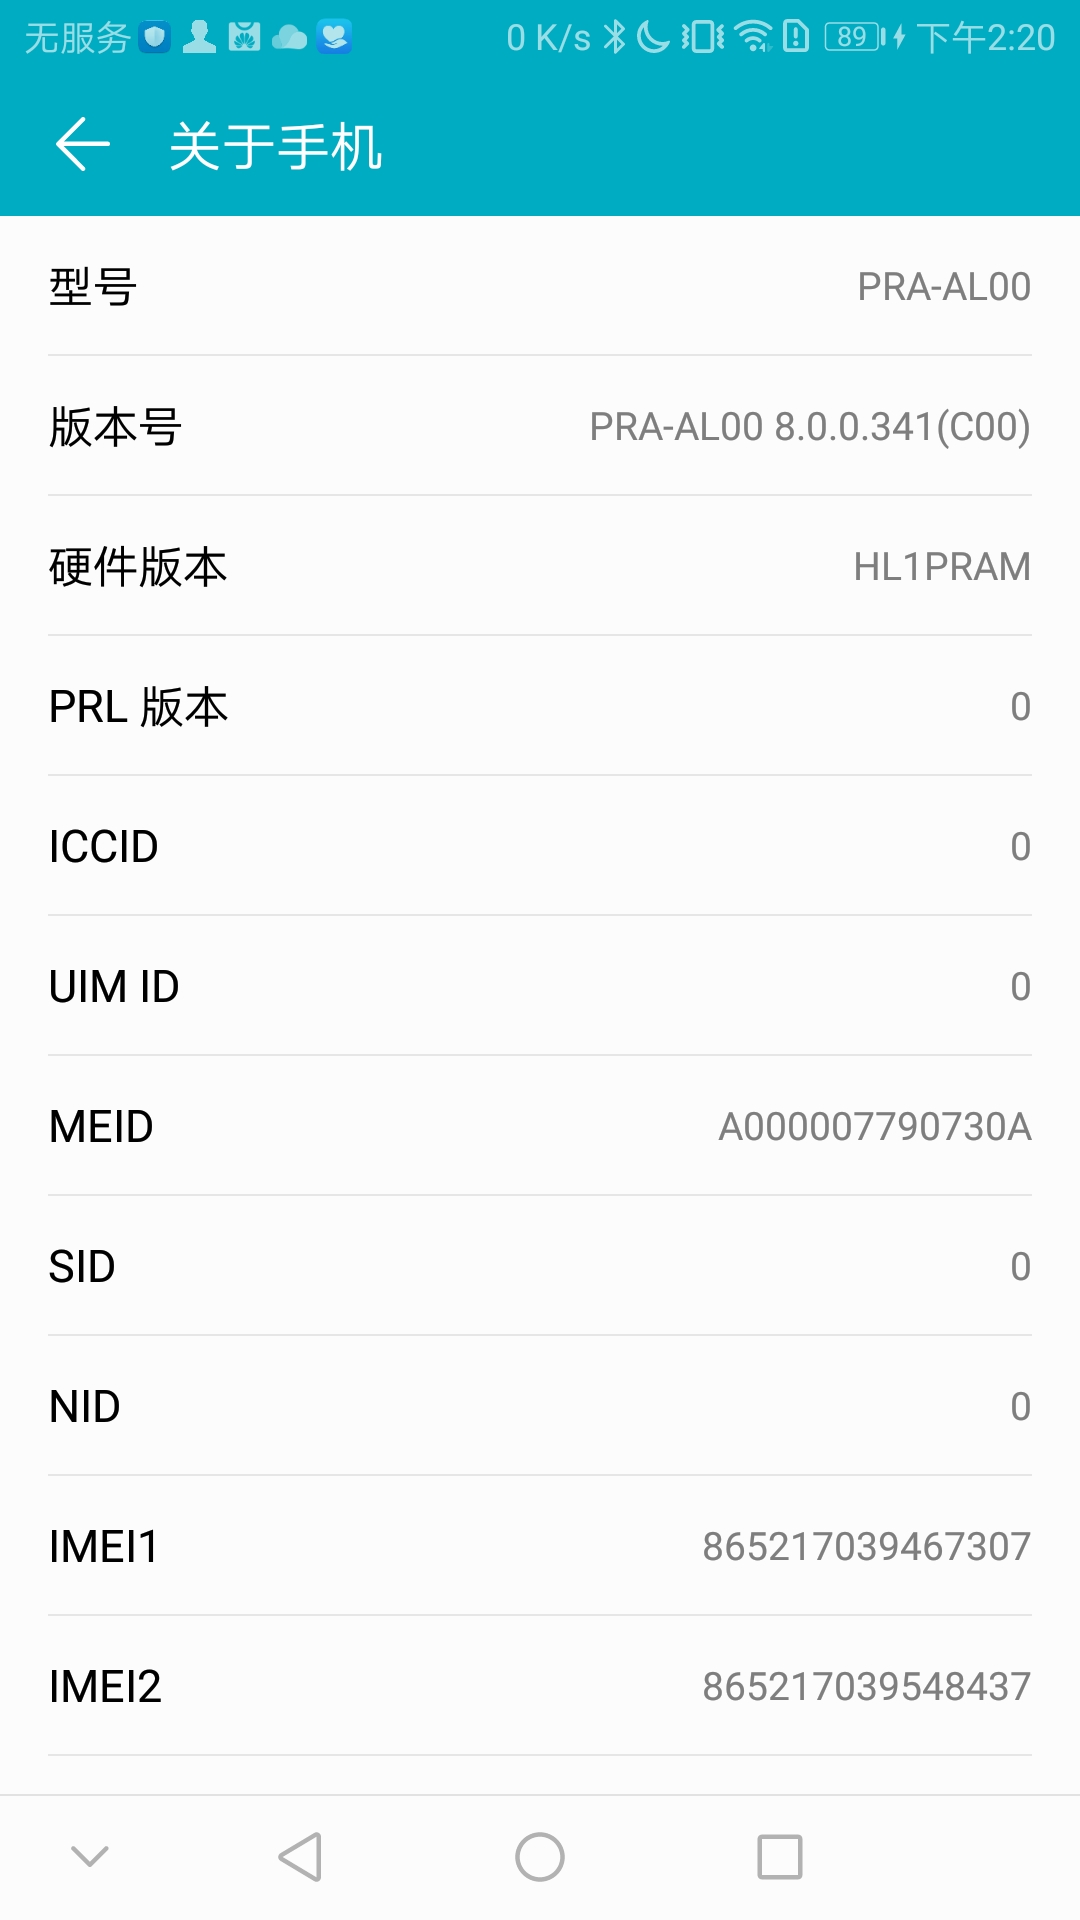 无服务 0 K/s 89 下午2:20
关于手机
型号 PRA-AL00
版本号 PRA-AL00 8.0.0.341(C00)
硬件版本 HL1PRAM
PRL 版本 0
ICCID 0
UIM ID 0
MEID A000007790730A
SID 0
NID 0
IMEI1 865217039467307
IMEI2 865217039548437